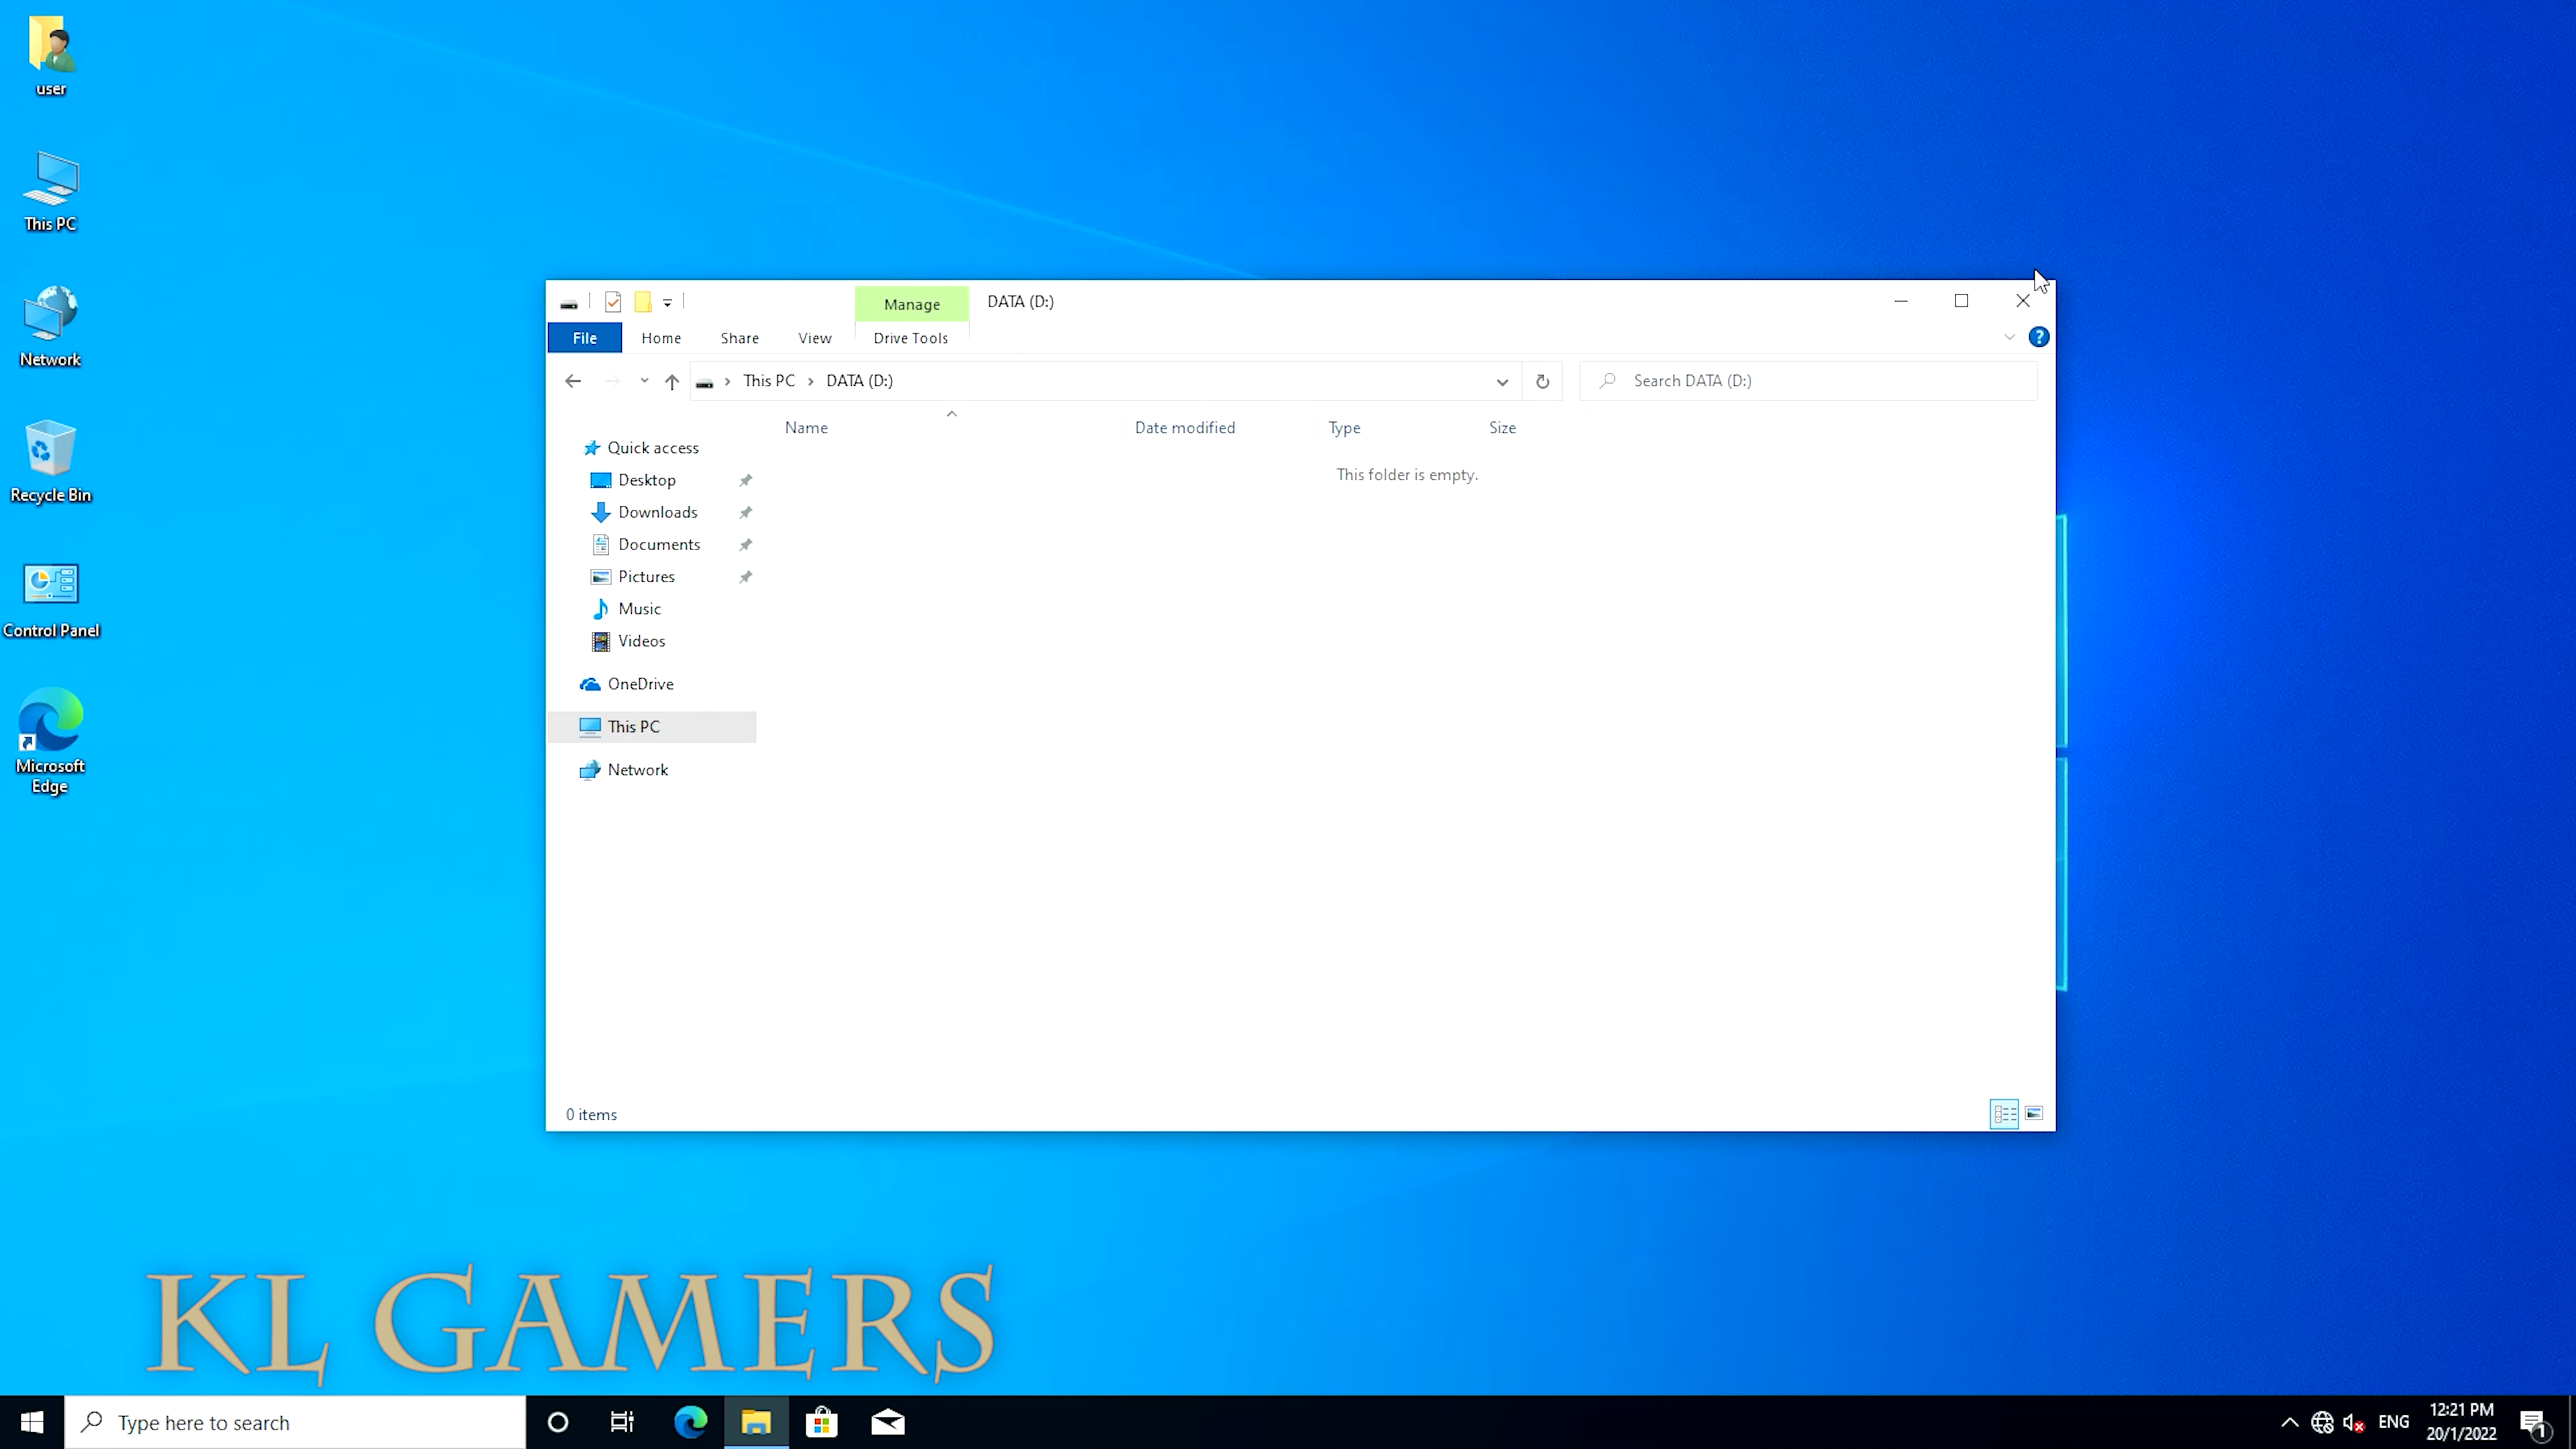 user
This PC
Network
Recycle Bin
Control Panel
Microsoft
Edge
Manage
DATA (D:)
File
Home
Share
View
Drive Tools
?
This PC
DATA (D:)
Search DATA (D:)
Name
Date modified
Type
Size
This folder is empty.
Quick access
Desktop
Downloads
Documents
Pictures
Music
Videos
OneDrive
This PC
Network
0 items
KL GAMERS
Type here to search
ENG
12:21 PM
20/1/2022
1